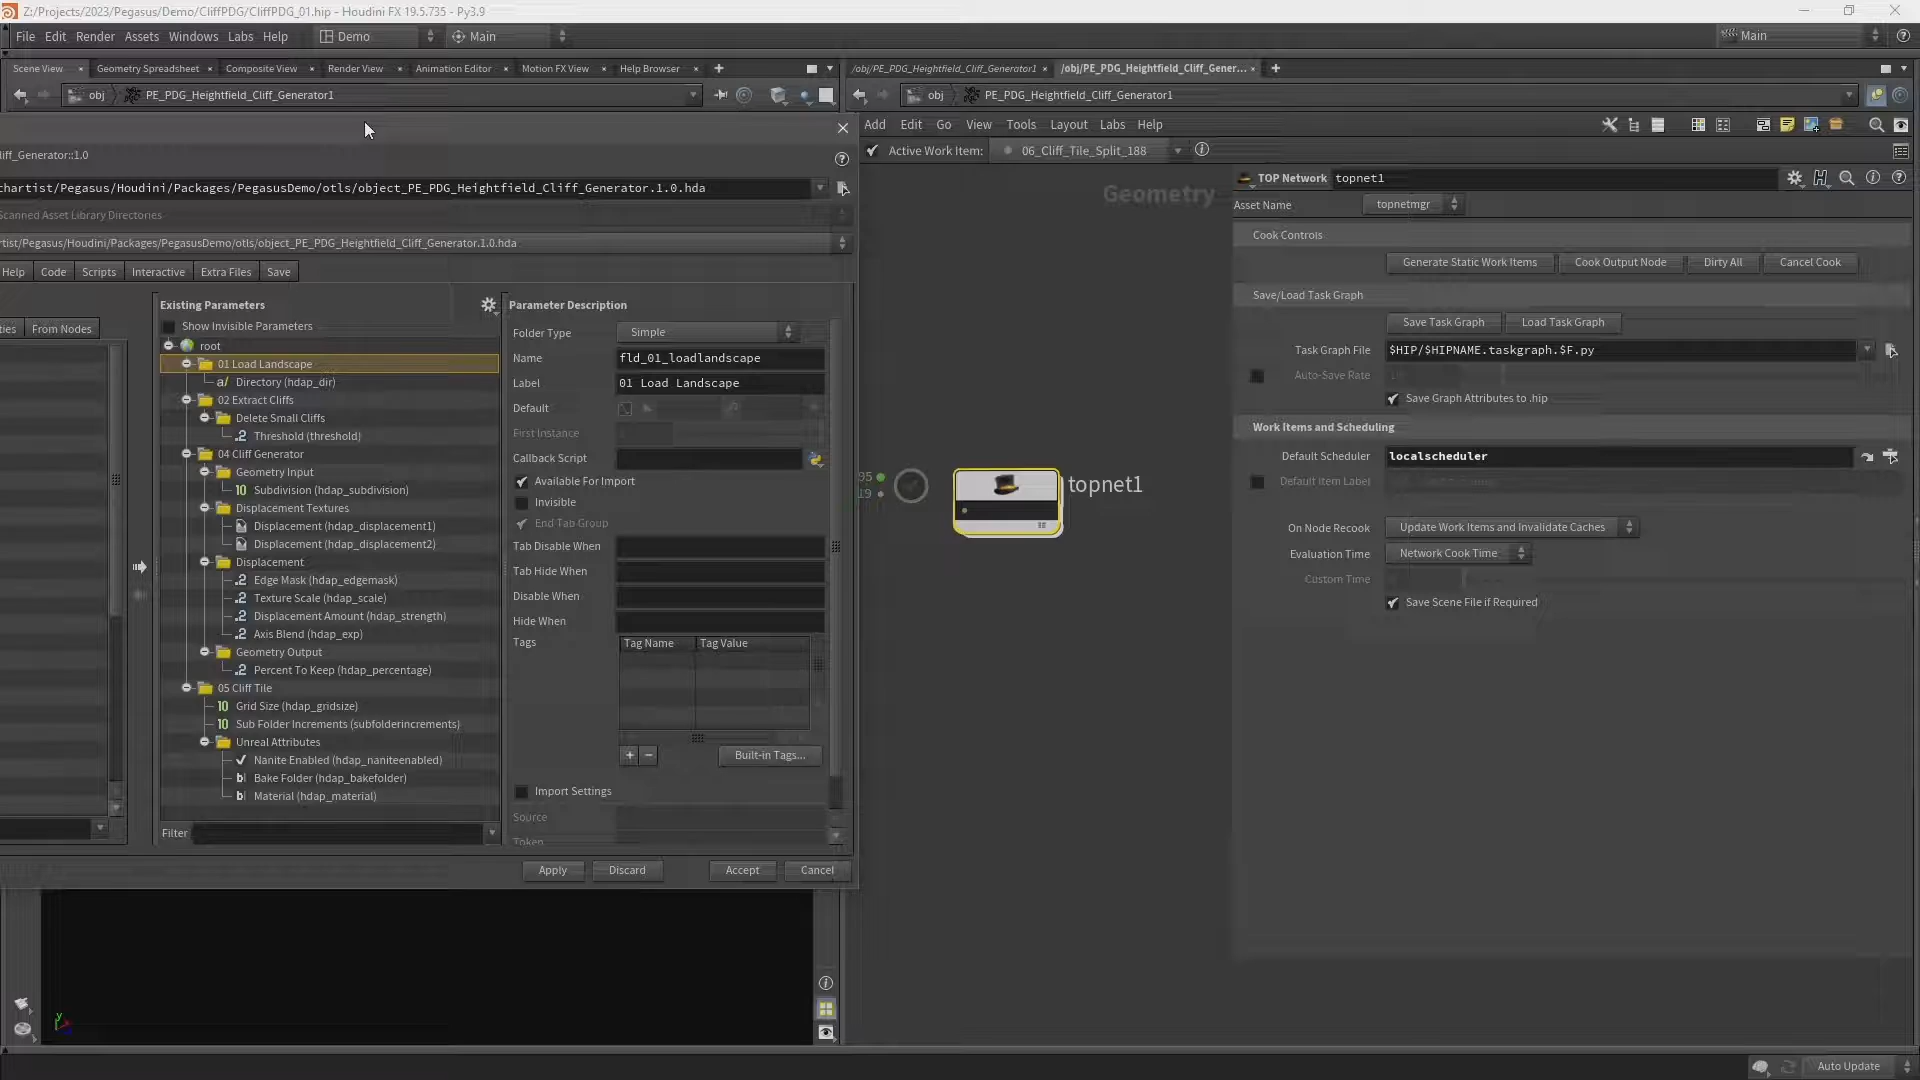 Z:/Projects/2023/Pegasus/Demo/CliffPDG/CliffPDG_01.hip - Houdini FX 19.5.735 - Py3.9
File Edit Render Assets Windows Labs Help Demo Main Main
Scene View Geometry Spreadsheet Composite View Render View Animation Editor Motion FX View Help Browser
obj PE_PDG_Heightfield_Cliff_Generator1
/obj/PE_PDG_Heightfield_Cliff_Generator1 /obj/PE_PDG_Heightfield_Cliff_Gener...
obj PE_PDG_Heightfield_Cliff_Generator1
Add Edit Go View Tools Layout Labs Help
Active Work Item: 06_Cliff_Tile_Split_188
liff_Generator::1.0
chartist/Pegasus/Houdini/Packages/PegasusDemo/otls/object_PE_PDG_Heightfield_Cliff_Generator.1.0.hda
Scanned Asset Library Directories
rtist/Pegasus/Houdini/Packages/PegasusDemo/otls/object_PE_PDG_Heightfield_Cliff_Generator.1.0.hda
Help Code Scripts Interactive Extra Files Save
ties From Nodes
Existing Parameters
Show Invisible Parameters
root
01 Load Landscape
Directory (hdap_dir)
02 Extract Cliffs
Delete Small Cliffs
Threshold (threshold)
04 Cliff Generator
Geometry Input
Subdivision (hdap_subdivision)
Displacement Textures
Displacement (hdap_displacement1)
Displacement (hdap_displacement2)
Displacement
Edge Mask (hdap_edgemask)
Texture Scale (hdap_scale)
Displacement Amount (hdap_strength)
Axis Blend (hdap_exp)
Geometry Output
Percent To Keep (hdap_percentage)
05 Cliff Tile
Grid Size (hdap_gridsize)
Sub Folder Increments (subfolderincrements)
Unreal Attributes
Nanite Enabled (hdap_naniteenabled)
Bake Folder (hdap_bakefolder)
Material (hdap_material)
Filter
Parameter Description
Folder Type Simple
Name fld_01_loadlandscape
Label 01 Load Landscape
Default
First Instance
Callback Script
Available For Import
Invisible
End Tab Group
Tab Disable When
Tab Hide When
Disable When
Hide When
Tags Tag Name Tag Value
+ - Built-in Tags...
Import Settings
Source
Token
Apply Discard Accept Cancel
Geometry
95
19
topnet1
TOP Network topnet1
Asset Name topnetmgr
Cook Controls
Generate Static Work Items Cook Output Node Dirty All Cancel Cook
Save/Load Task Graph
Save Task Graph Load Task Graph
Task Graph File $HIP/$HIPNAME.taskgraph.$F.py
Auto-Save Rate
Save Graph Attributes to .hip
Work Items and Scheduling
Default Scheduler localscheduler
Default Item Label
On Node Recook Update Work Items and Invalidate Caches
Evaluation Time Network Cook Time
Custom Time
Save Scene File if Required
y
Auto Update